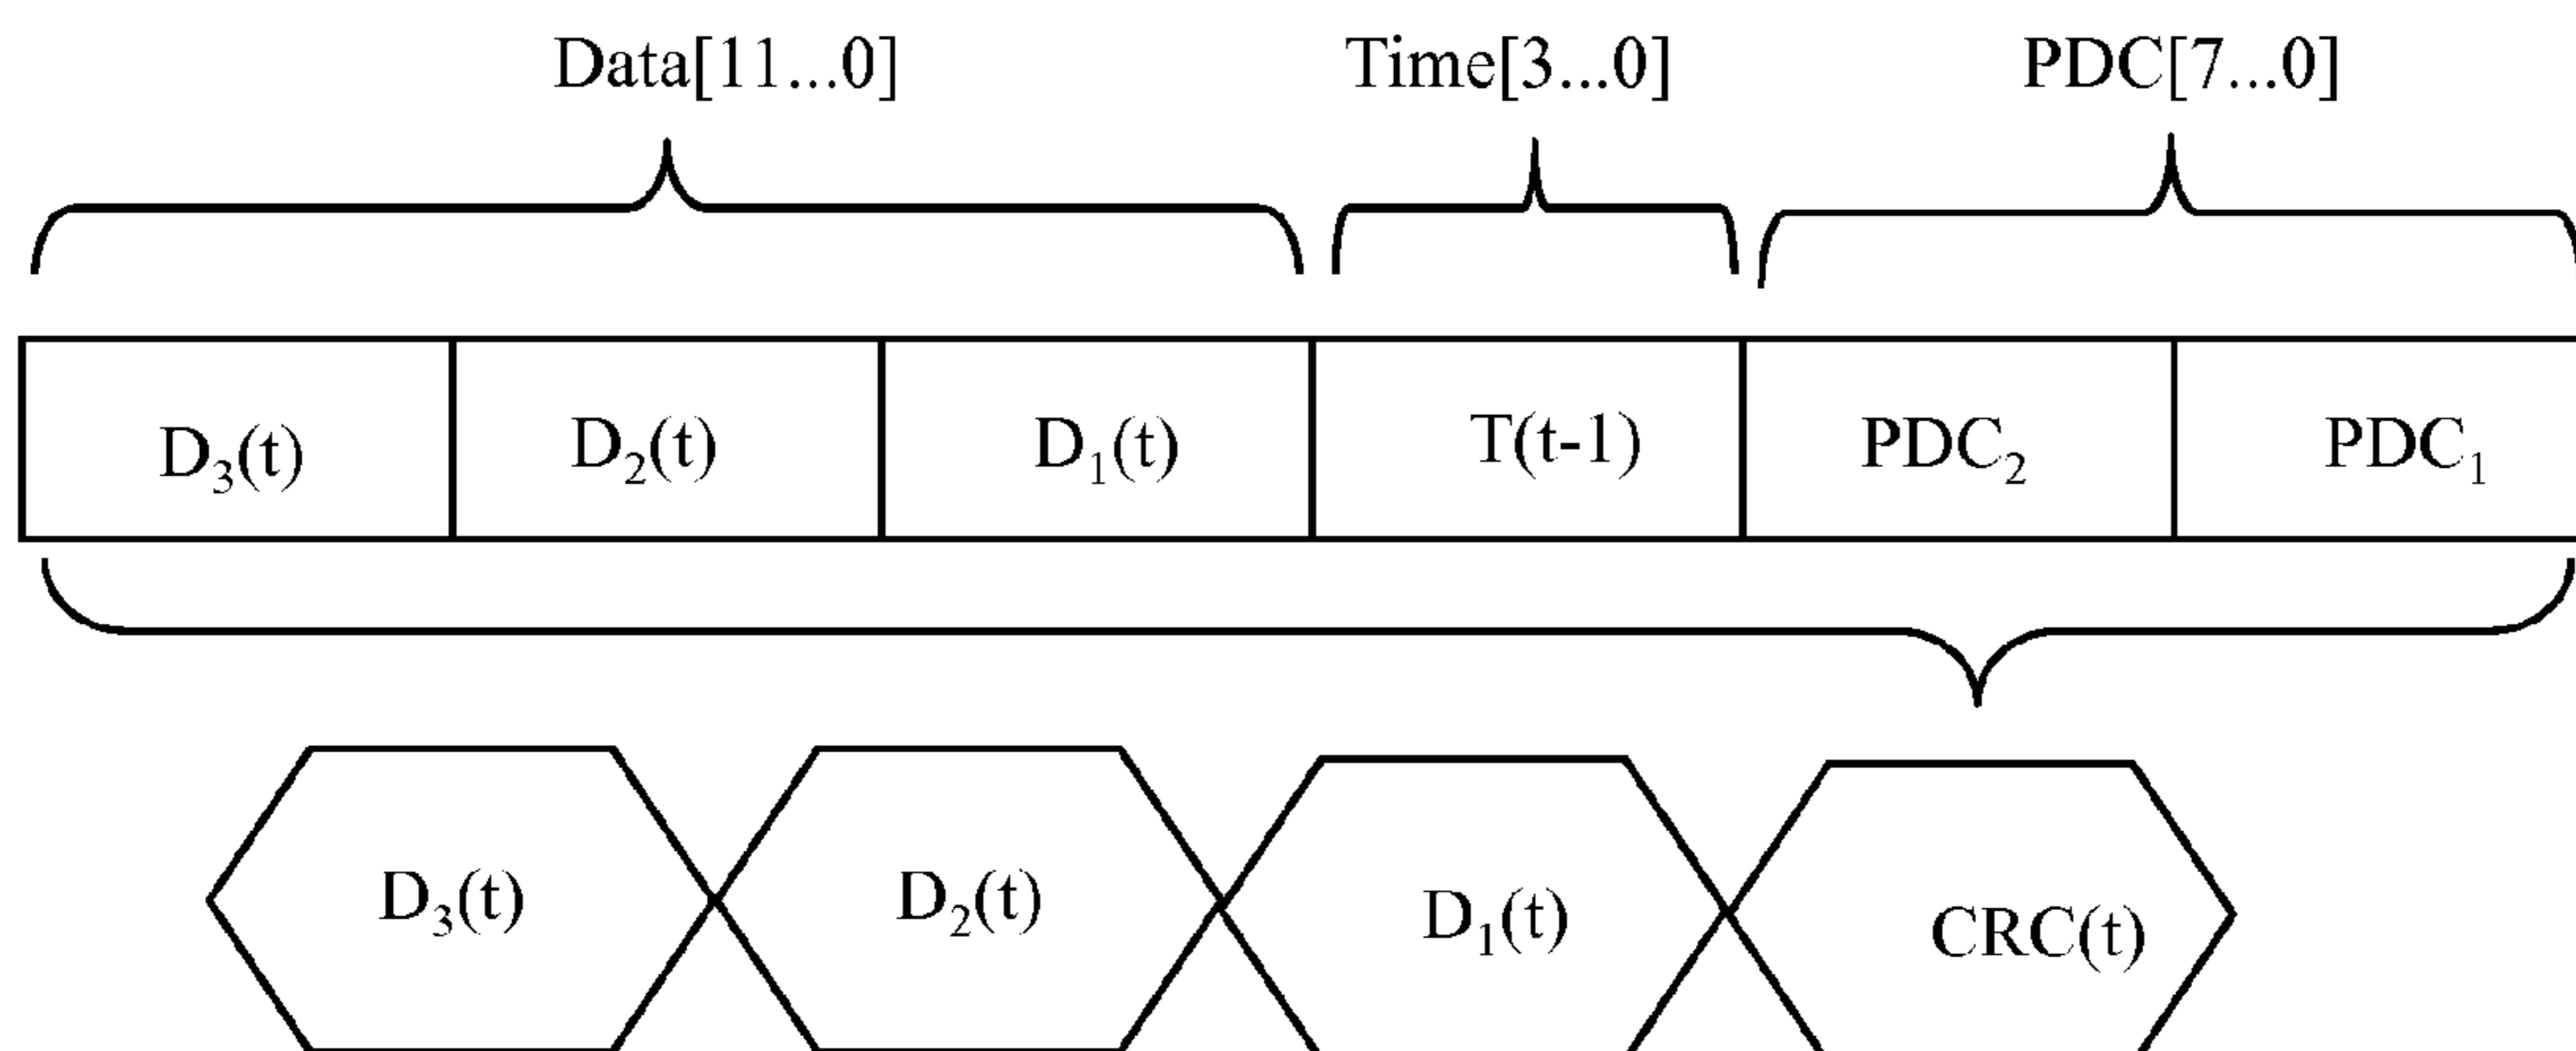 Data[11...0] Time[3...0] PDC[7...0]
D₃(t) D₂(t) D₁(t) T(t-1) PDC₂ PDC₁
D₃(t) D₂(t) D₁(t) CRC(t)